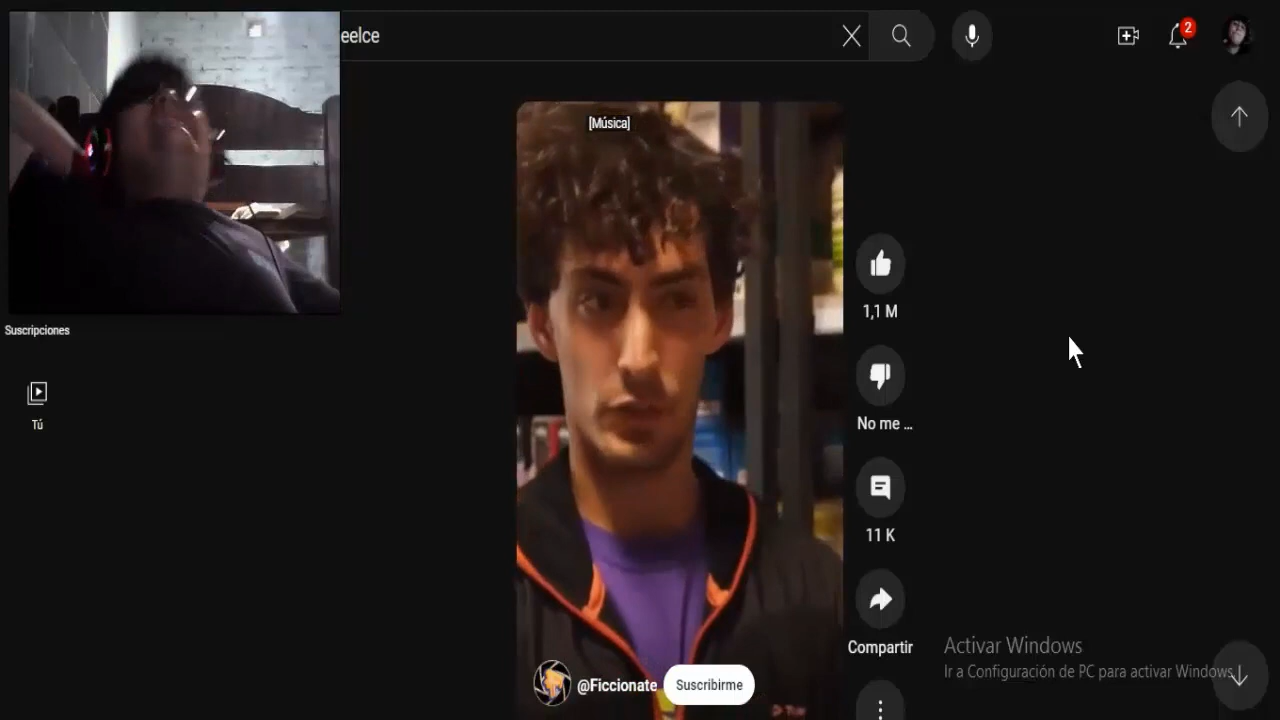 eelce
2
[Música]
1,1 M
Suscripciones
Tú
No me ...
11 K
Compartir
Activar Windows
Ir a Configuración de PC para activar Windows.
@Ficcionate
Suscribirme